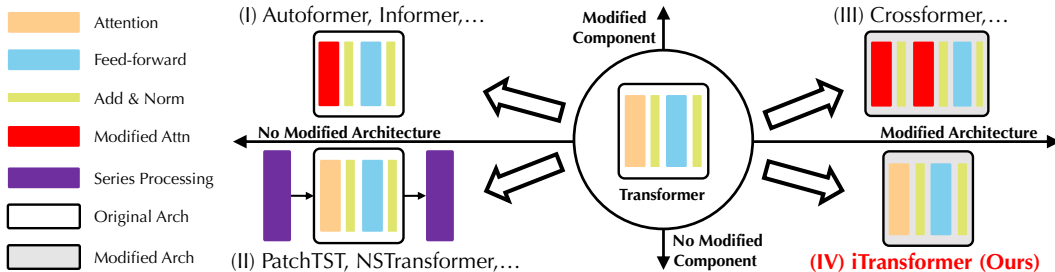 Attention
Feed-forward
Add & Norm
Modified Attn
Series Processing
Original Arch
Modified Arch
(I) Autoformer, Informer,…
Modified
Component
(III) Crossformer,…
No Modified Architecture
Modified Architecture
Transformer
(II) PatchTST, NSTransformer,…
No Modified
Component
(IV) iTransformer (Ours)